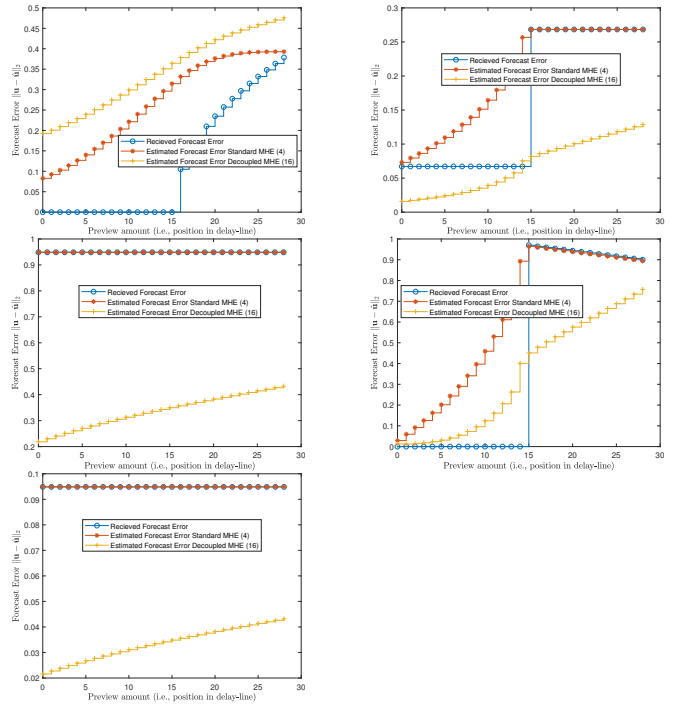 0.5
0.45
0.4
0.35
0.3
0.25
0.2
0.15
0.1
0.05
0
Forecast Error ‖u − û‖₂
Recieved Forecast Error
Estimated Forecast Error Standard MHE (4)
Estimated Forecast Error Decoupled MHE (16)
0 5 10 15 20 25 30
Preview amount (i.e., position in delay-line)
0.3
0.25
0.2
0.15
0.1
0.05
0
Forecast Error ‖u − û‖₂
Recieved Forecast Error
Estimated Forecast Error Standard MHE (4)
Estimated Forecast Error Decoupled MHE (16)
0 5 10 15 20 25 30
Preview amount (i.e., position in delay-line)
1
0.9
0.8
0.7
0.6
0.5
0.4
0.3
0.2
Forecast Error ‖u − û‖₂
Recieved Forecast Error
Estimated Forecast Error Standard MHE (4)
Estimated Forecast Error Decoupled MHE (16)
0 5 10 15 20 25 30
Preview amount (i.e., position in delay-line)
1
0.9
0.8
0.7
0.6
0.5
0.4
0.3
0.2
0.1
0
Forecast Error ‖u − û‖₂
Recieved Forecast Error
Estimated Forecast Error Standard MHE (4)
Estimated Forecast Error Decoupled MHE (16)
0 5 10 15 20 25 30
Preview amount (i.e., position in delay-line)
0.1
0.09
0.08
0.07
0.06
0.05
0.04
0.03
0.02
Forecast Error ‖u − û‖₂
Recieved Forecast Error
Estimated Forecast Error Standard MHE (4)
Estimated Forecast Error Decoupled MHE (16)
0 5 10 15 20 25 30
Preview amount (i.e., position in delay-line)